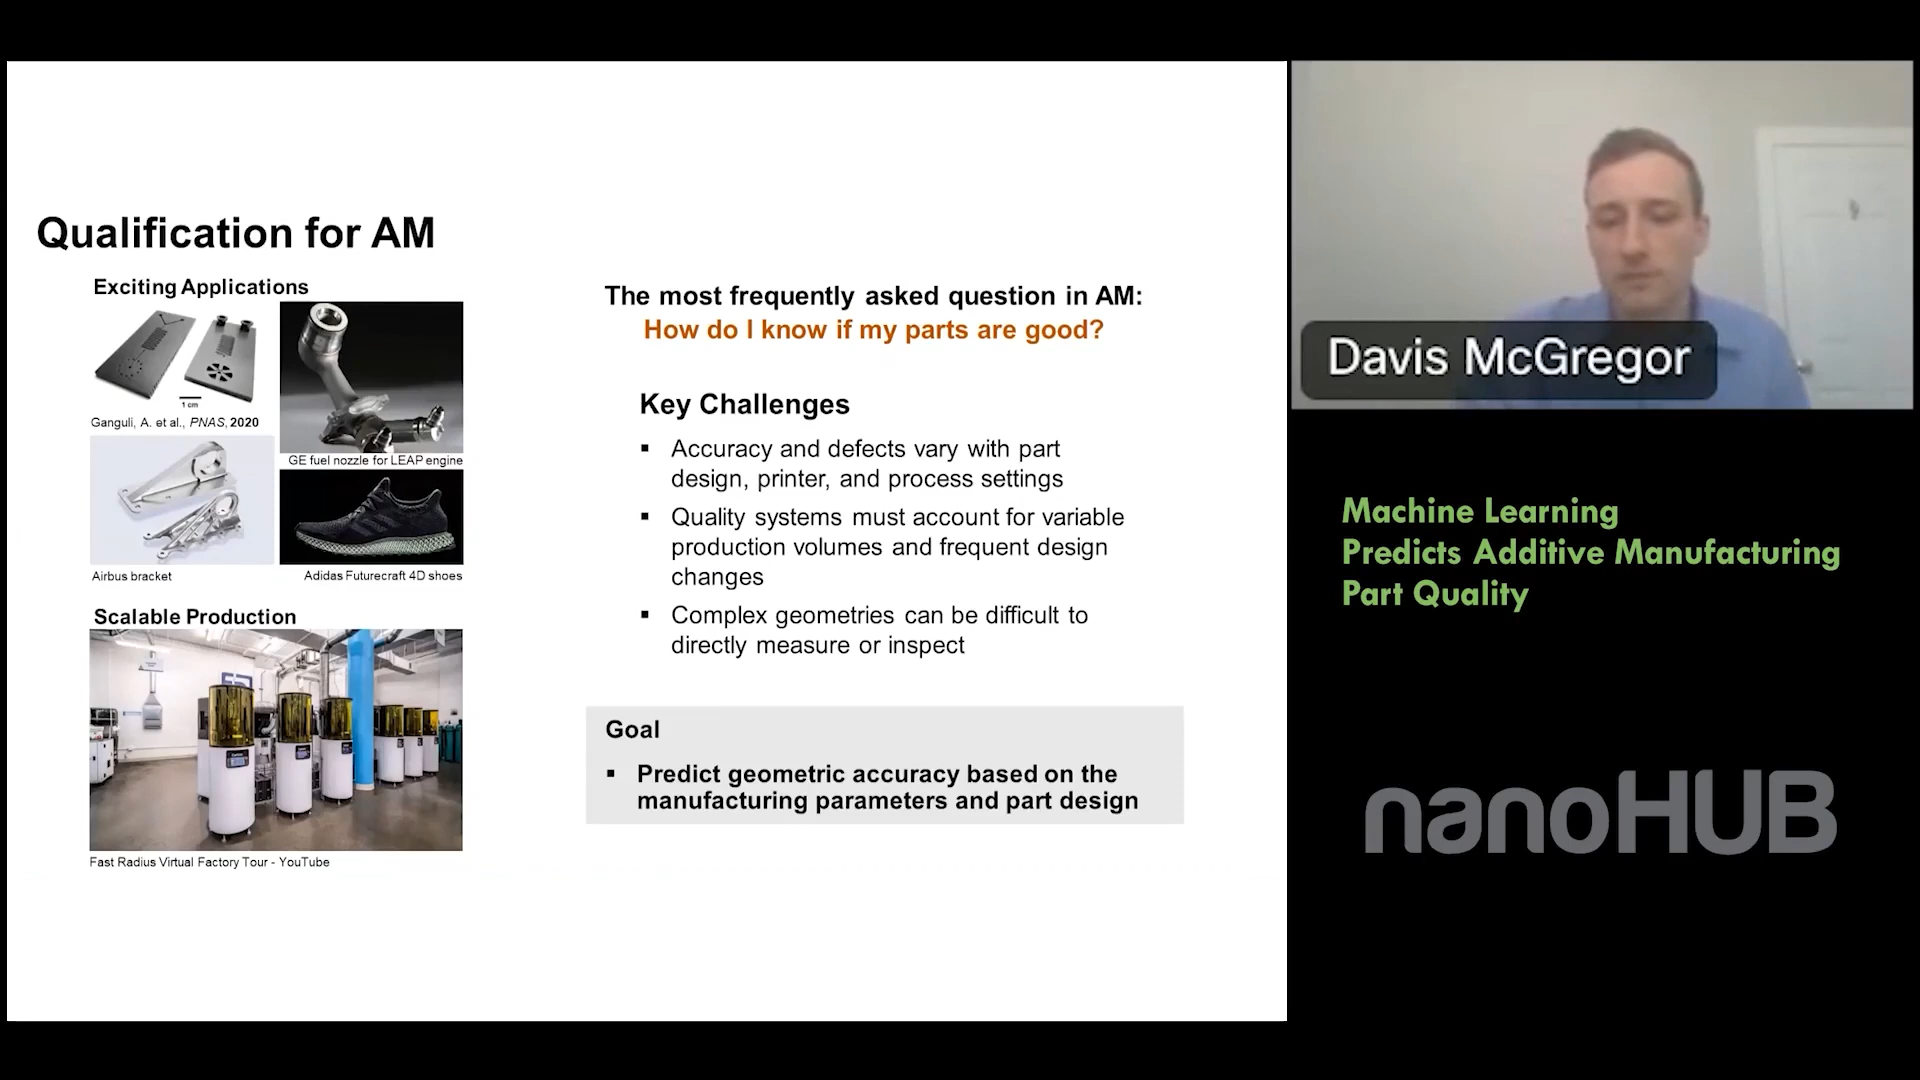 Qualification for AM
Exciting Applications
1 cm
Ganguli, A. et al., PNAS, 2020
GE fuel nozzle for LEAP engine
Airbus bracket
Adidas Futurecraft 4D shoes
Scalable Production
Fast Radius Virtual Factory Tour - YouTube
The most frequently asked question in AM:
How do I know if my parts are good?
Key Challenges
▪ Accuracy and defects vary with part
design, printer, and process settings
▪ Quality systems must account for variable
production volumes and frequent design
changes
▪ Complex geometries can be difficult to
directly measure or inspect
Goal
▪ Predict geometric accuracy based on the
manufacturing parameters and part design
Davis McGregor
Machine Learning
Predicts Additive Manufacturing
Part Quality
nanoHUB